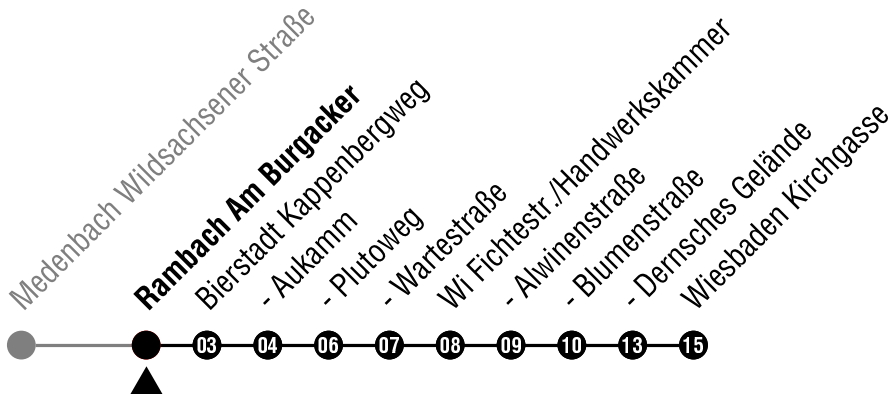 Medenbach Wildsachsener Straße
Rambach Am Burgacker
Bierstadt Kappenbergweg
- Aukamm
- Plutoweg
- Wartestraße
Wi Fichtestr./Handwerkskammer
- Alwinenstraße
- Blumenstraße
- Dernsches Gelände
Wiesbaden Kirchgasse
03 04 06 07 08 09 10 13 15